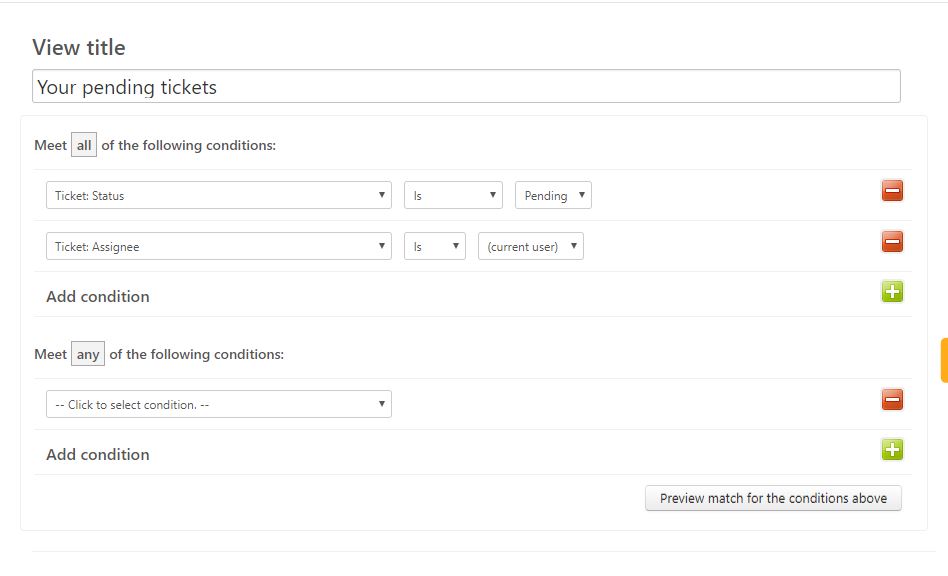 View title
Your pending tickets
Meet all of the following conditions:
Ticket: Status Is Pending
Ticket: Assignee Is (current user)
Add condition
Meet any of the following conditions:
-- Click to select condition. --
Add condition
Preview match for the conditions above